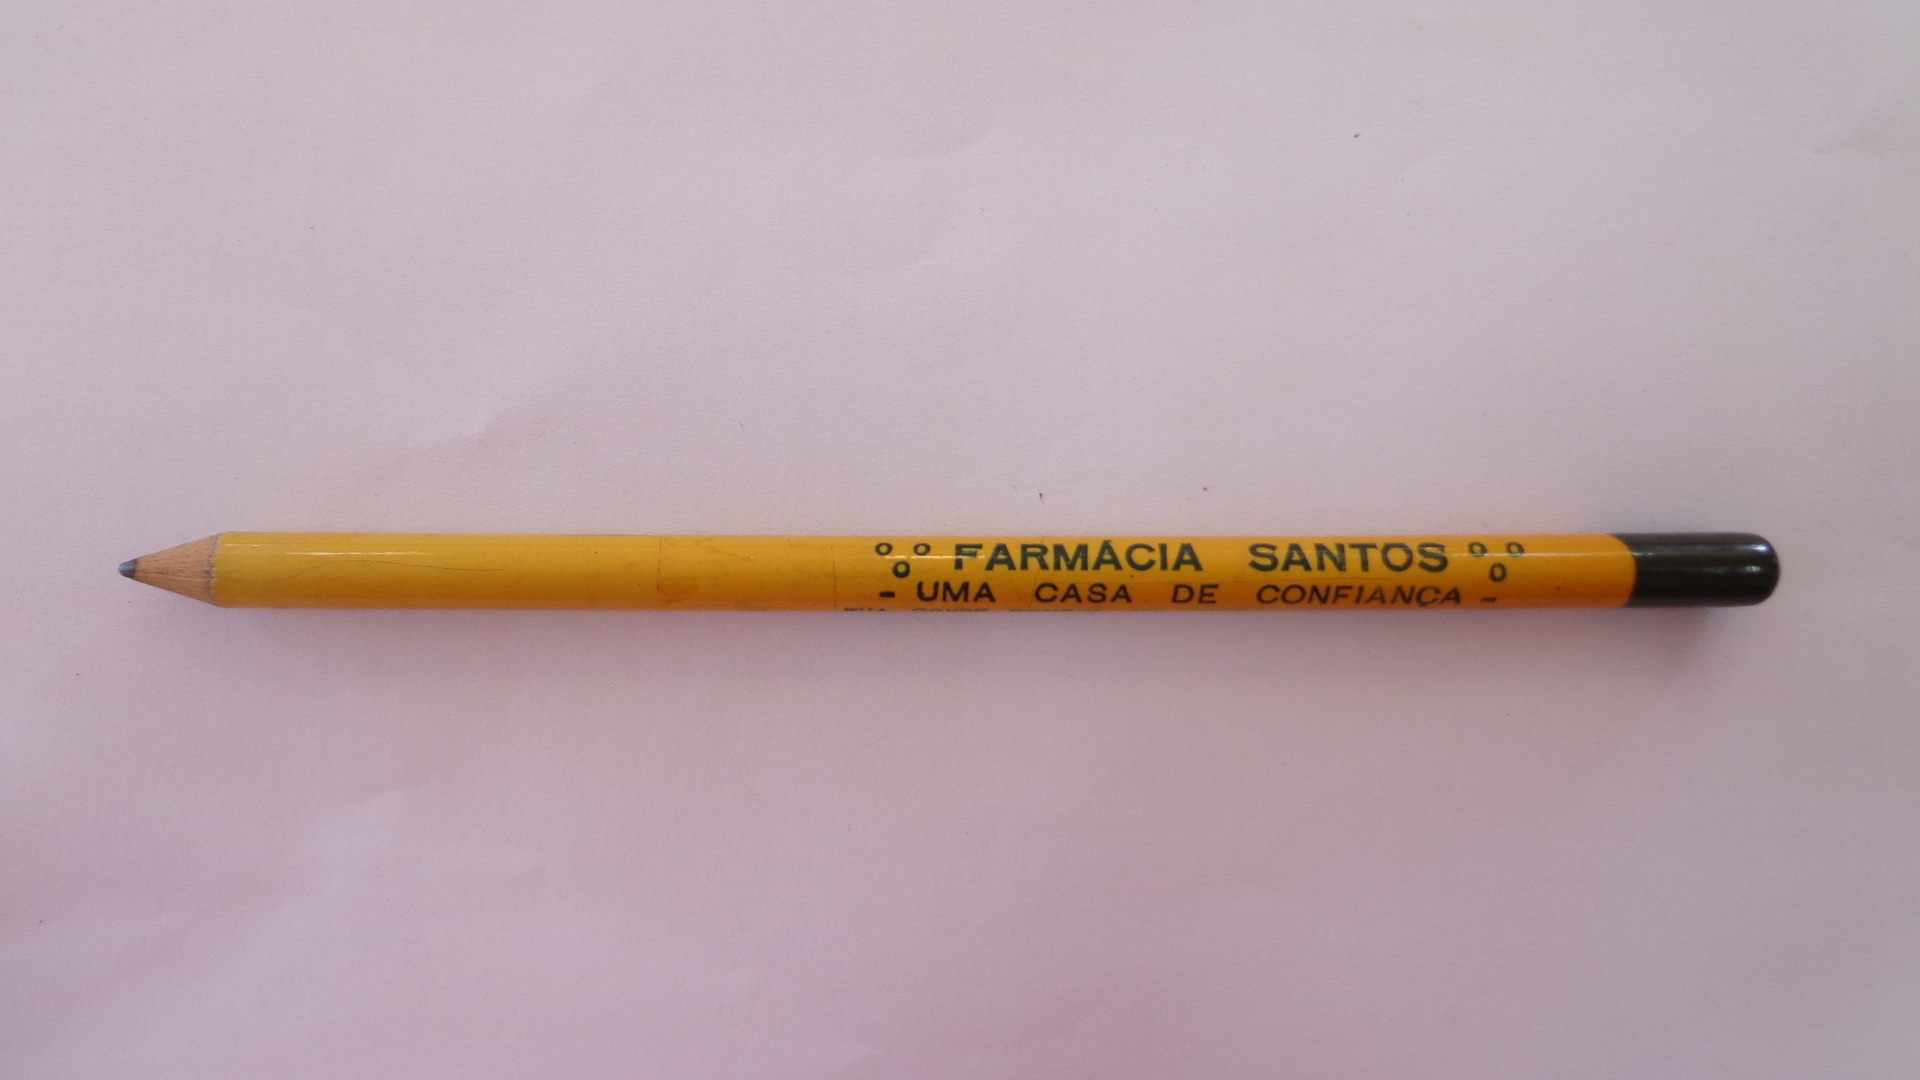 FARMÁCIA SANTOS
- UMA CASA DE CONFIANÇA -